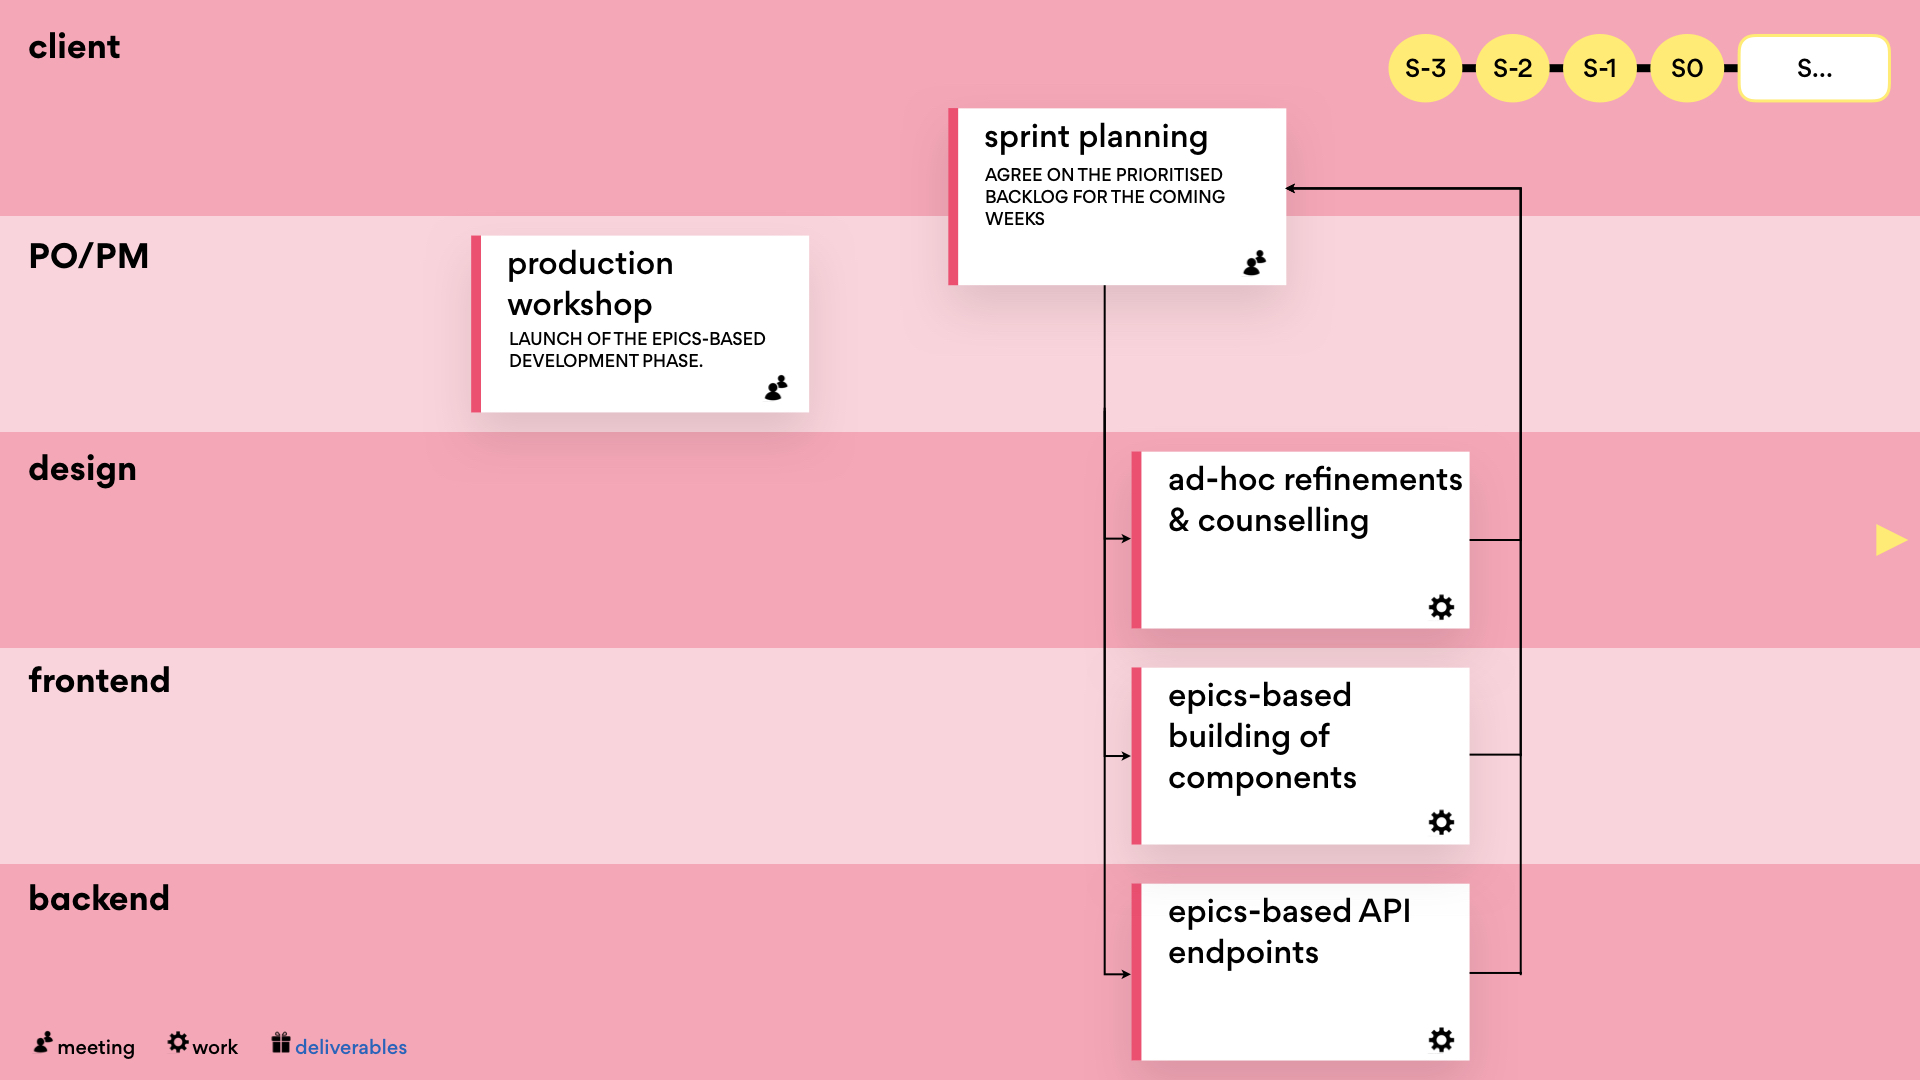 client
S-3
S-2
S-1
S0
S...
sprint planning
AGREE ON THE PRIORITISED
BACKLOG FOR THE COMING
WEEKS
PO/PM
production
workshop
LAUNCH OF THE EPICS-BASED
DEVELOPMENT PHASE.
design
ad-hoc refinements
& counselling
frontend
epics-based
building of
components
backend
epics-based API
endpoints
meeting
work
deliverables